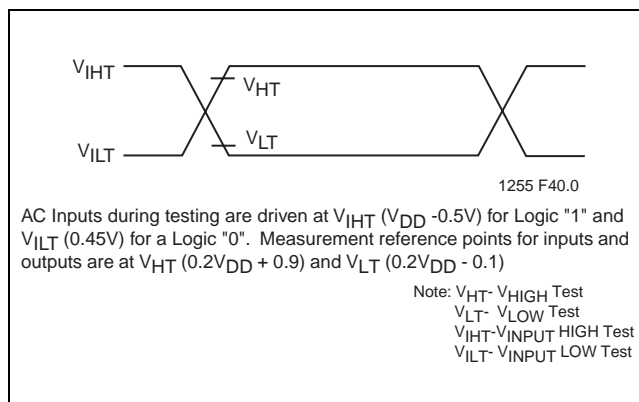 VIHT
VHT
VLT
VILT
1255 F40.0
AC Inputs during testing are driven at VIHT (VDD -0.5V) for Logic "1" and
VILT (0.45V) for a Logic "0". Measurement reference points for inputs and
outputs are at VHT (0.2VDD + 0.9) and VLT (0.2VDD - 0.1)
Note: VHT- VHIGH Test
VLT- VLOW Test
VIHT-VINPUT HIGH Test
VILT- VINPUT LOW Test